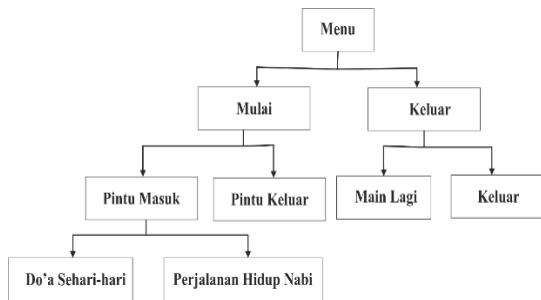 Menu
Mulai
Keluar
Pintu Masuk
Pintu Keluar
Main Lagi
Keluar
Do'a Sehari-hari
Perjalanan Hidup Nabi